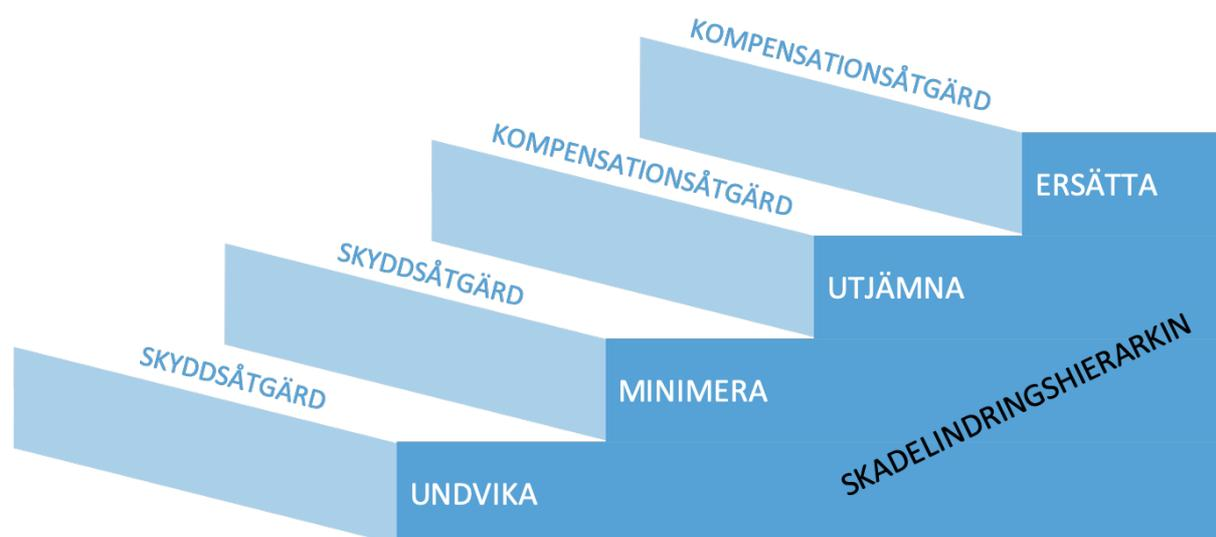 KOMPENSATIONSÅTGÄRD
ERSÄTTA
KOMPENSATIONSÅTGÄRD
UTJÄMNA
SKYDDSÅTGÄRD
MINIMERA
SKYDDSÅTGÄRD
UNDVIKA
SKADELINDRINGSHIERARKIN